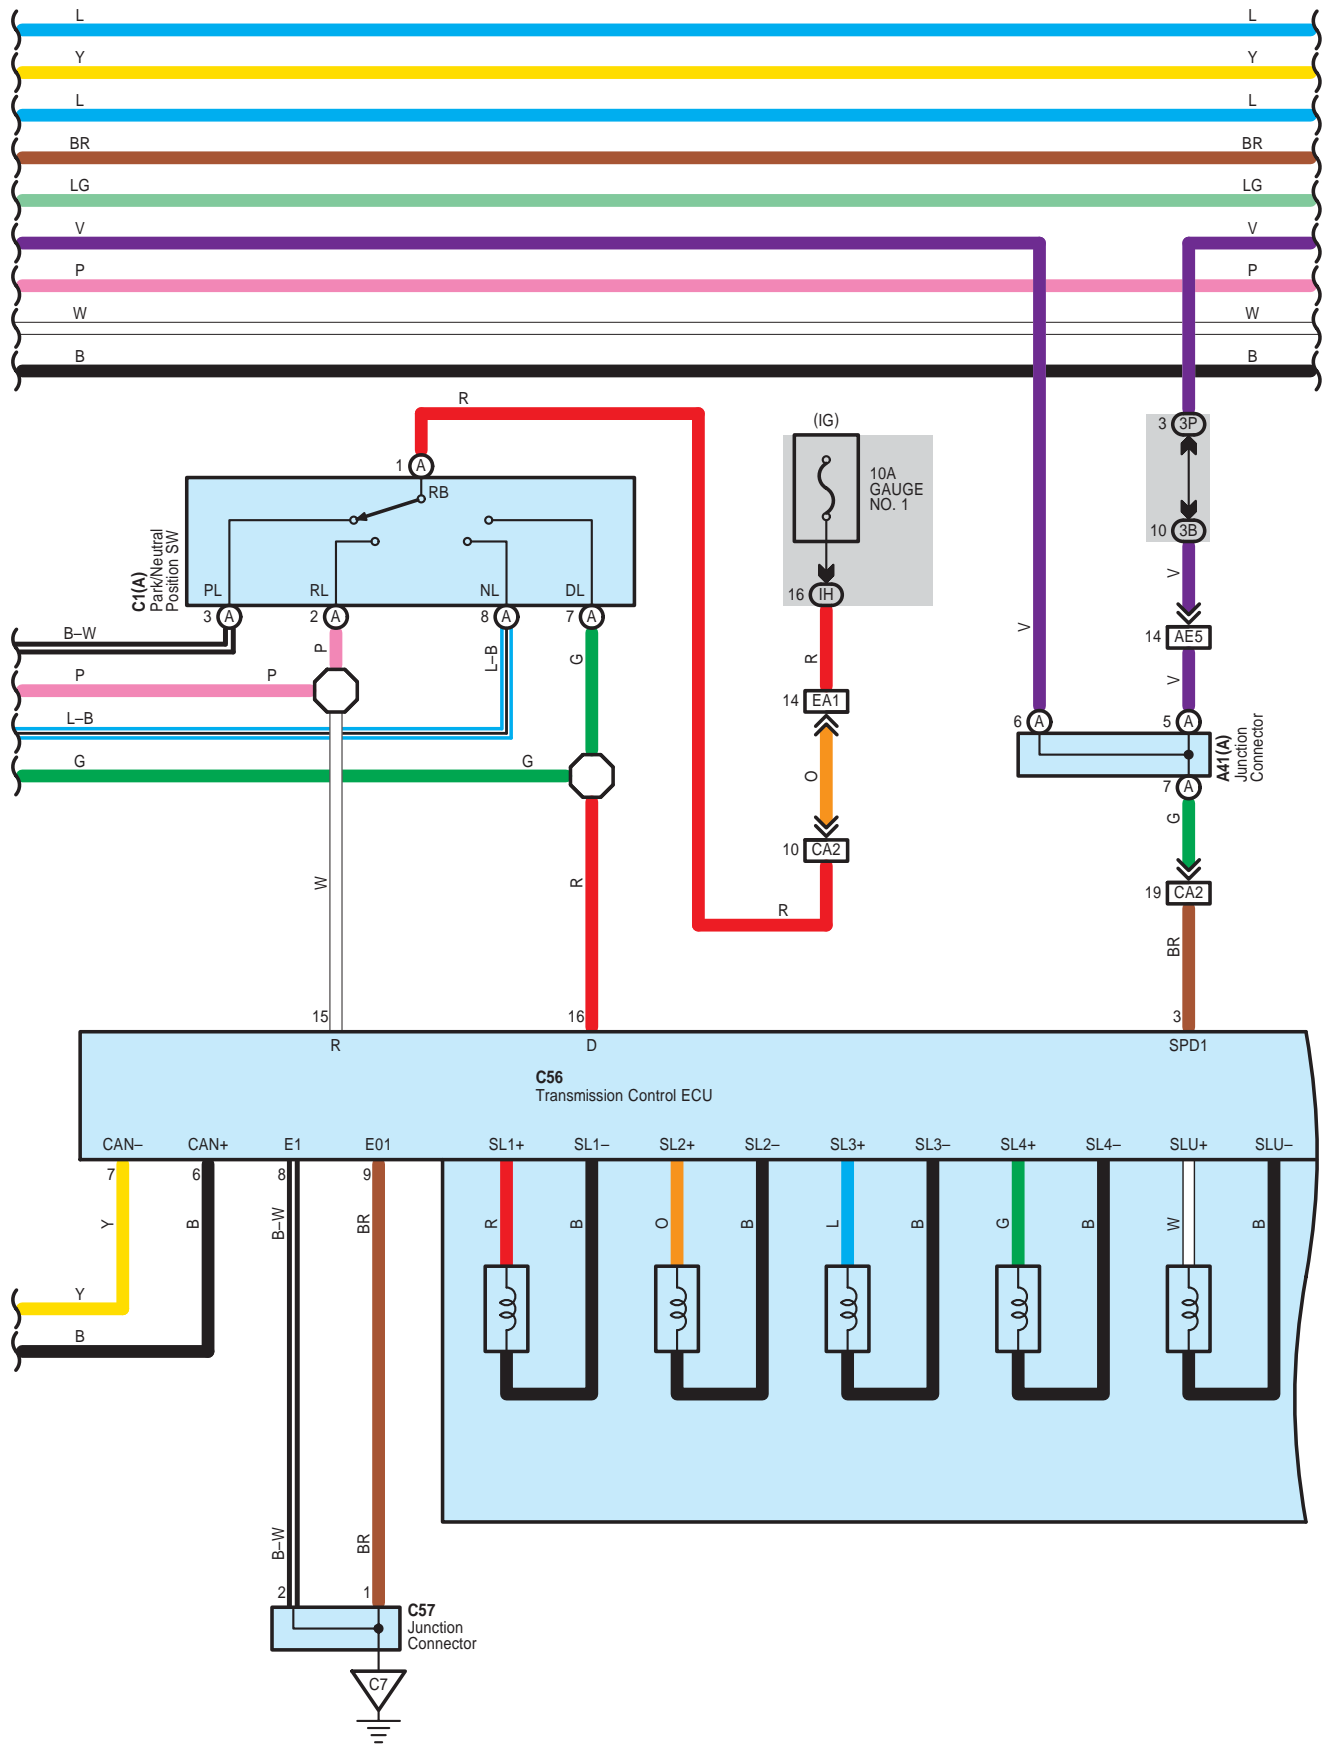 L L
Y Y
L L
BR BR
LG LG
V V
P P
W W
B B
R
(IG)
1 A
RB
10A
GAUGE
NO. 1
3 3P
10 3B
C1(A)
Park/Neutral
Position SW
PL RL NL DL
3 A 2 A 8 A 7 A
16 IH
B–W
P
L–B
G
R
V
V
14 AE5
P P
14 EA1
V
L–B
6 A 5 A
G G
O
A41(A)
Junction
Connector
7 A
G
10 CA2
W
R
R
19 CA2
BR
15 16 3
R D SPD1
C56
Transmission Control ECU
CAN– CAN+ E1 E01 SL1+ SL1– SL2+ SL2– SL3+ SL3– SL4+ SL4– SLU+ SLU–
7 6 8 9
Y B B–W BR R B O B L B G B W B
Y
B
B–W BR
2 1
C57
Junction
Connector
C7